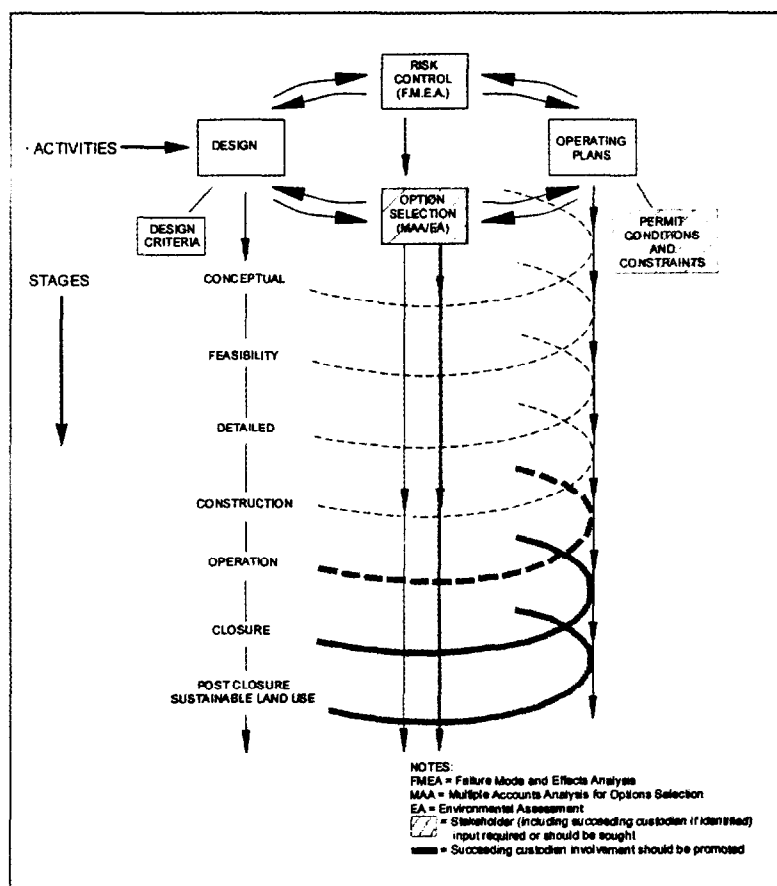 RISK
CONTROL
(F.M.E.A.)
ACTIVITIES
DESIGN
OPERATING
PLANS
OPTION
SELECTION
(MAA/EA)
DESIGN
CRITERIA
PERMIT
CONDITIONS
AND
CONSTRAINTS
STAGES
CONCEPTUAL
FEASIBILITY
DETAILED
CONSTRUCTION
OPERATION
CLOSURE
POST CLOSURE
SUSTAINABLE LAND USE
NOTES:
FMEA = Failure Mode and Effects Analysis
MAA = Multiple Accounts Analysis for Options Selection
EA = Environmental Assessment
= Stakeholder (including succeeding custodian if identified)
input required or should be sought
= Succeeding custodian involvement should be promoted